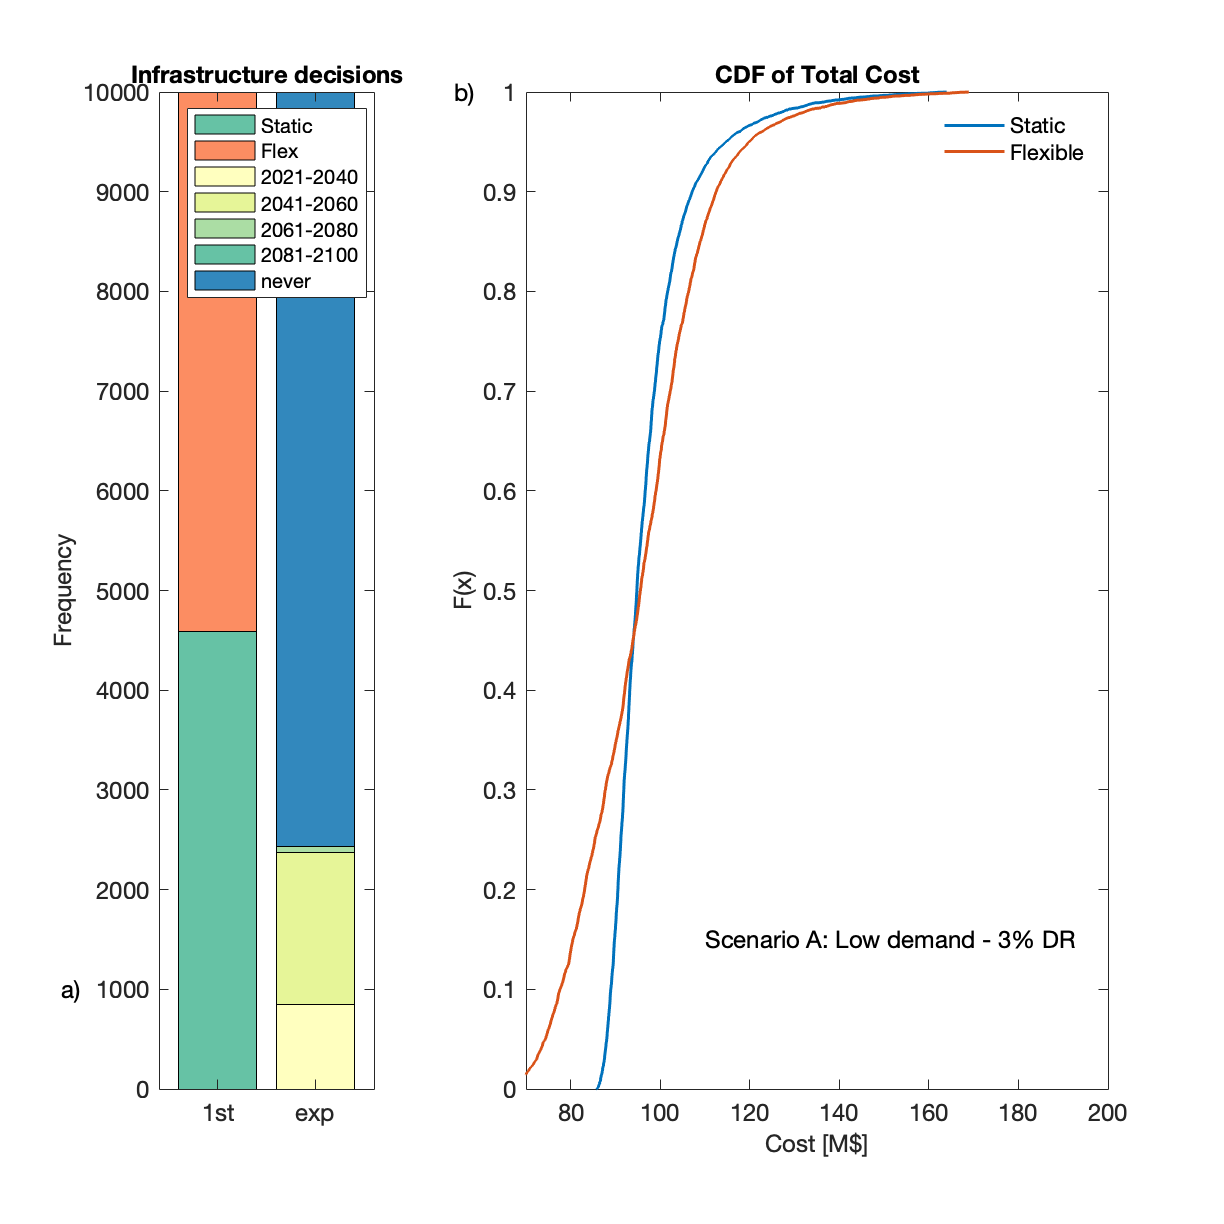 Infrastructure decisions
10000
9000
8000
7000
6000
5000
4000
3000
2000
1000
0
Frequency
a)
1st
exp
Static
Flex
2021-2040
2041-2060
2061-2080
2081-2100
never
b)
CDF of Total Cost
1
0.9
0.8
0.7
0.6
0.5
0.4
0.3
0.2
0.1
0
F(x)
Static
Flexible
Scenario A: Low demand - 3% DR
80
100
120
140
160
180
200
Cost [M$]